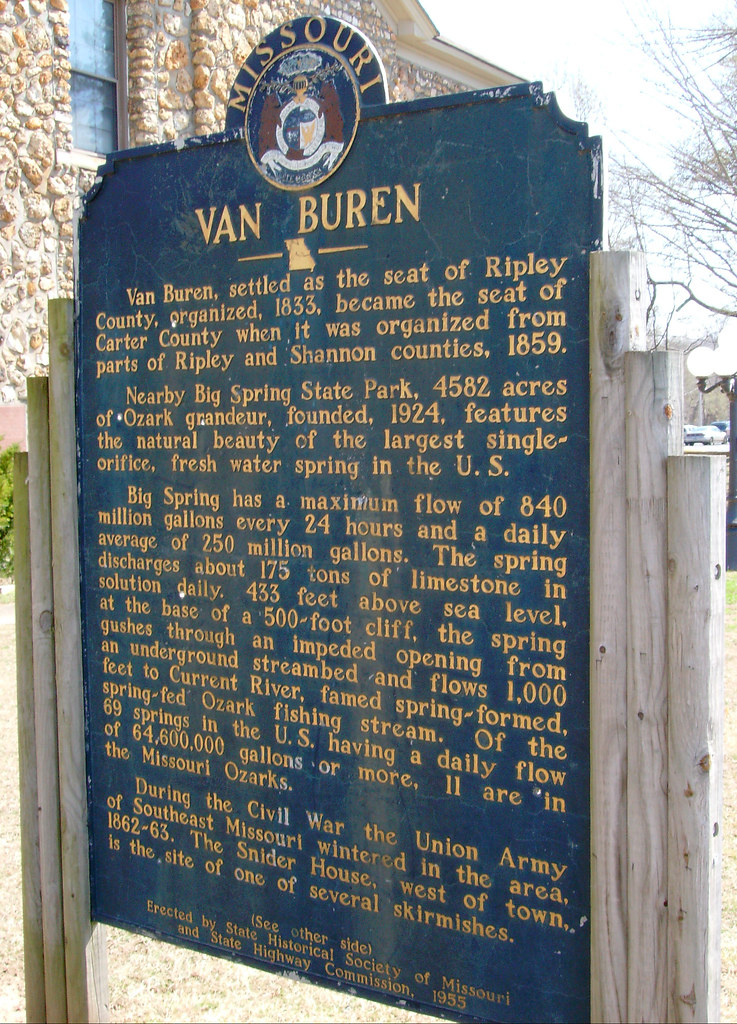 MISSOURI
VAN BUREN
Van Buren, settled as the seat of Ripley
County, organized, 1833, became the seat of
Carter County when it was organized from
parts of Ripley and Shannon counties, 1859.
Nearby Big Spring State Park, 4582 acres
of Ozark grandeur, founded, 1924, features
the natural beauty of the largest single-
orifice, fresh water spring in the U.S.
Big Spring has a maximum flow of 840
million gallons every 24 hours and a daily
average of 250 million gallons. The spring
discharges about 175 tons of limestone in
solution daily. 433 feet above sea level,
at the base of a 500-foot cliff, the spring
gushes through an impeded opening from
an underground streambed and flows 1,000
feet to Current River, famed spring-formed,
spring-fed Ozark fishing stream. Of the
69 springs in the U.S. having a daily flow
of 64,600,000 gallons or more, 11 are in
the Missouri Ozarks.
During the Civil War the Union Army
of Southeast Missouri wintered in the area,
1862-63. The Snider House, west of town,
is the site of one of several skirmishes.
(See other side)
Erected by State Historical Society of Missouri
and State Highway Commission, 1955